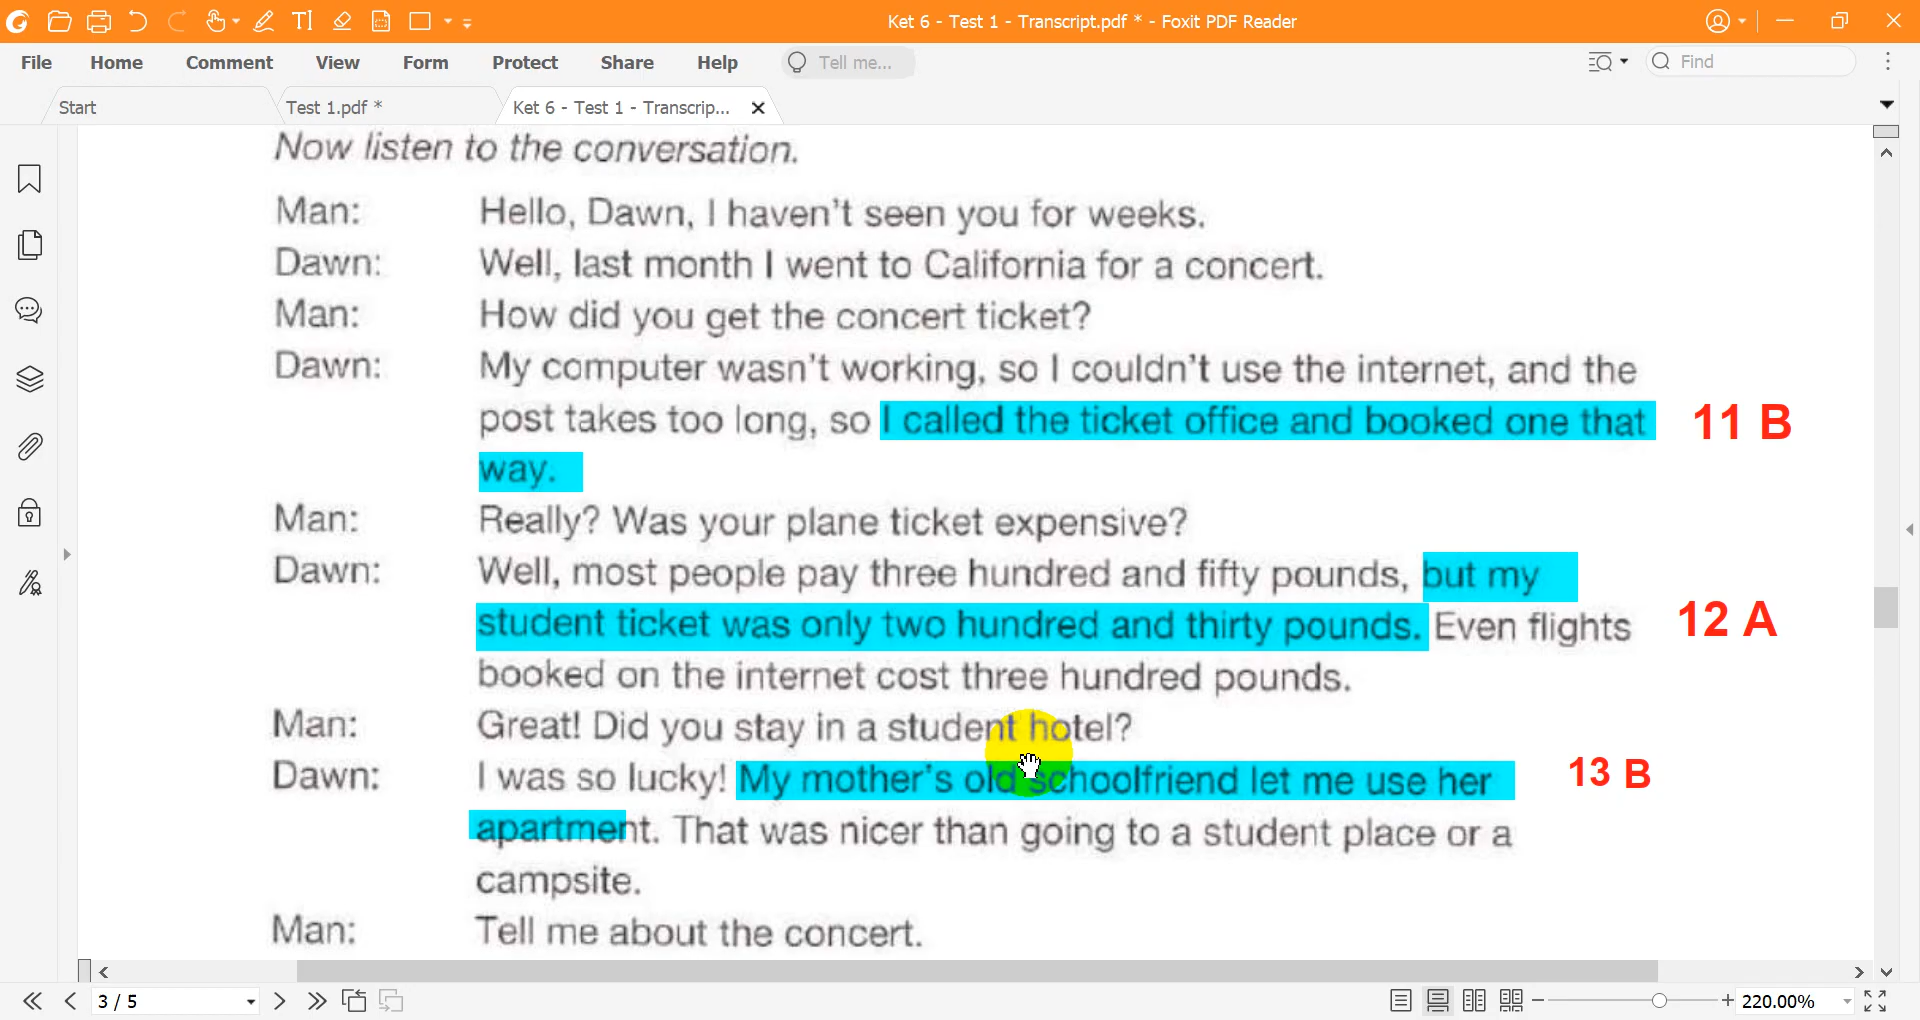 Ket 6 - Test 1 - Transcript.pdf * - Foxit PDF Reader
File Home Comment View Form Protect Share Help Tell me... Find
Start Test 1.pdf * Ket 6 - Test 1 - Transcrip...
Now listen to the conversation.
Man: Hello, Dawn, I haven't seen you for weeks.
Dawn: Well, last month I went to California for a concert.
Man: How did you get the concert ticket?
Dawn: My computer wasn't working, so I couldn't use the internet, and the
post takes too long, so I called the ticket office and booked one that 11 B
way.
Man: Really? Was your plane ticket expensive?
Dawn: Well, most people pay three hundred and fifty pounds, but my
student ticket was only two hundred and thirty pounds. Even flights 12 A
booked on the internet cost three hundred pounds.
Man: Great! Did you stay in a student hotel?
Dawn: I was so lucky! My mother's old schoolfriend let me use her 13 B
apartment. That was nicer than going to a student place or a
campsite.
Man: Tell me about the concert.
3 / 5 220.00%